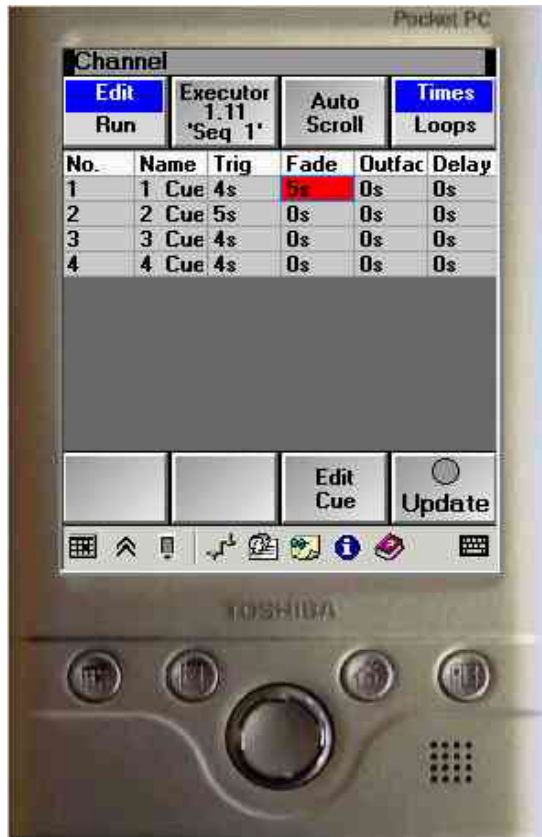 Pocket PC
Channel
Edit Run
Executor 1.11 'Seq 1'
Auto Scroll
Times Loops
No. Name Trig Fade Outfac Delay
1 1 Cue 4s 5s 0s 0s
2 2 Cue 5s 0s 0s 0s
3 3 Cue 4s 0s 0s 0s
4 4 Cue 4s 0s 0s 0s
Edit Cue
Update
TOSHIBA